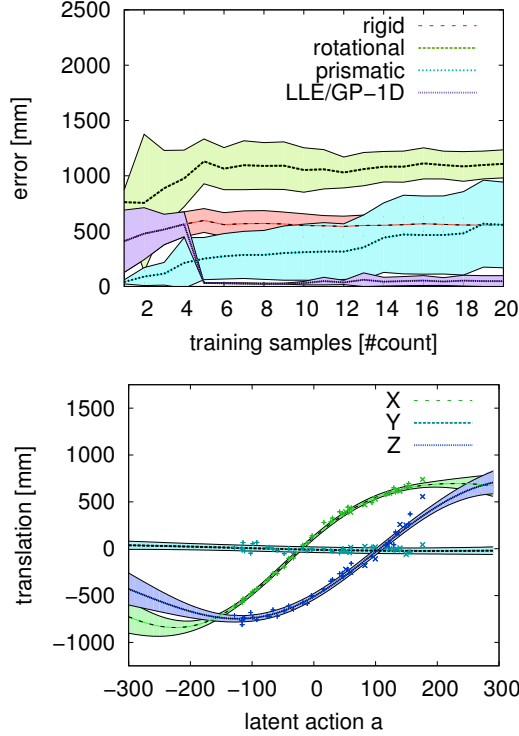 2500
2000
1500
1000
500
0
error [mm]
rigid
rotational
prismatic
LLE/GP−1D
2 4 6 8 10 12 14 16 18 20
training samples [#count]
1500
1000
500
0
−500
−1000
translation [mm]
X
Y
Z
−300 −200 −100 0 100 200 300
latent action a